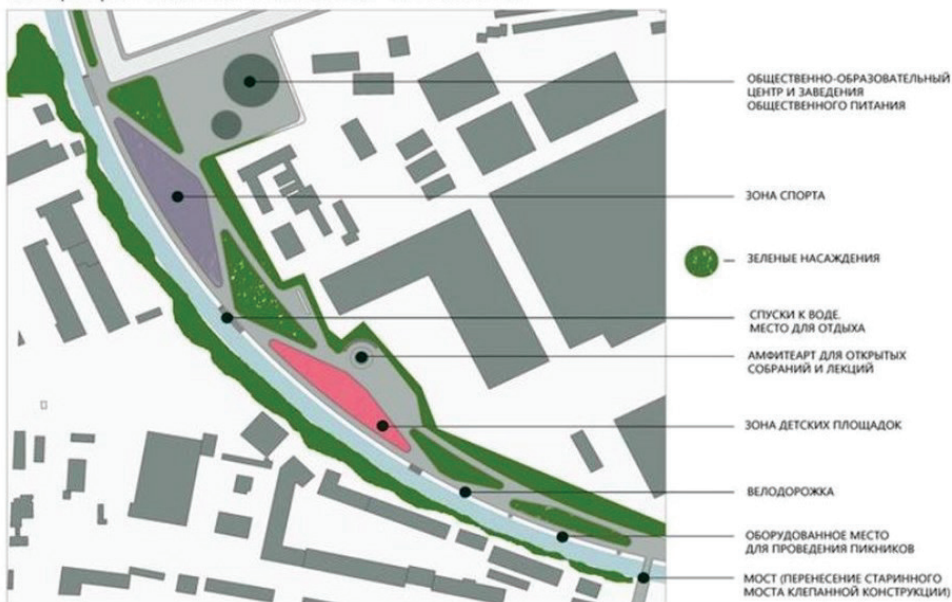 ОБЩЕСТВЕННО-ОБРАЗОВАТЕЛЬНЫЙ
ЦЕНТР И ЗАВЕДЕНИЯ
ОБЩЕСТВЕННОГО ПИТАНИЯ
ЗОНА СПОРТА
ЗЕЛЕНЫЕ НАСАЖДЕНИЯ
СПУСКИ К ВОДЕ.
МЕСТО ДЛЯ ОТДЫХА
АМФИТЕАРТ ДЛЯ ОТКРЫТЫХ
СОБРАНИЙ И ЛЕКЦИЙ
ЗОНА ДЕТСКИХ ПЛОЩАДОК
ВЕЛОДОРОЖКА
ОБОРУДОВАННОЕ МЕСТО
ДЛЯ ПРОВЕДЕНИЯ ПИКНИКОВ
МОСТ (ПЕРЕНЕСЕНИЕ СТАРИННОГО
МОСТА КЛЕПАННОЙ КОНСТРУКЦИИ)